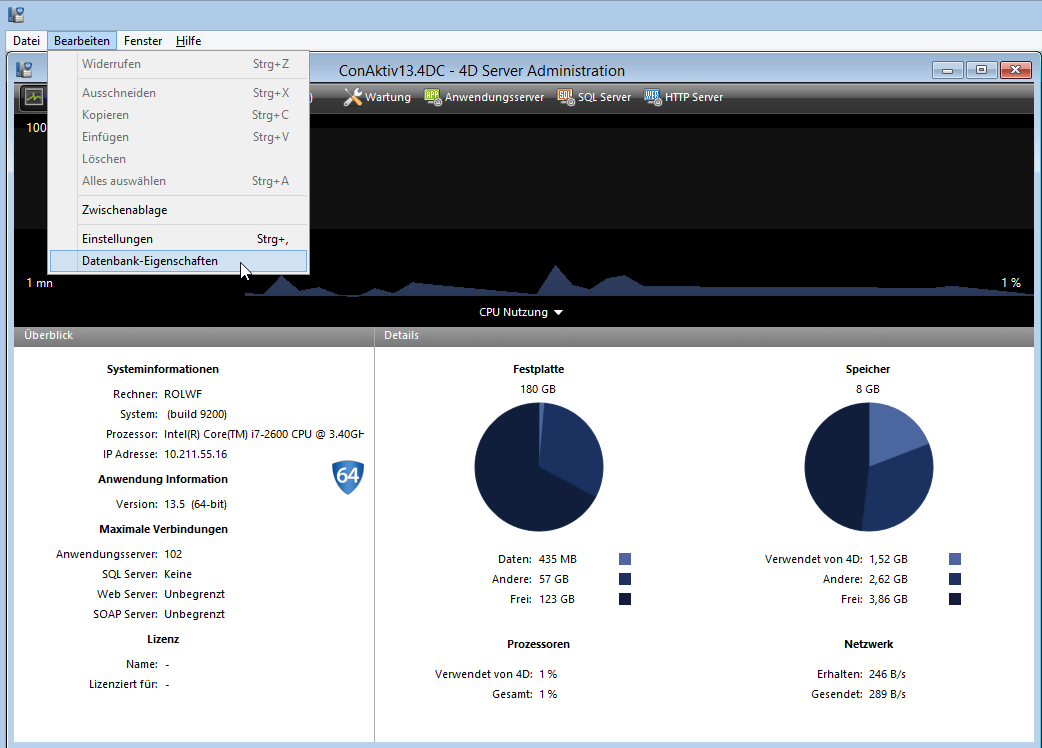 Datei Bearbeiten Fenster Hilfe
ConAktiv13.4DC - 4D Server Administration
Widerrufen Strg+Z
Ausschneiden Strg+X
Kopieren Strg+C
Einfügen Strg+V
Löschen
Alles auswählen Strg+A
Zwischenablage
Einstellungen Strg+,
Datenbank-Eigenschaften
) Wartung Anwendungsserver SQL Server HTTP Server
100
1 mn 1 %
CPU Nutzung
Überblick
Details
Systeminformationen
Rechner: ROLWF
System: (build 9200)
Prozessor: Intel(R) Core(TM) i7-2600 CPU @ 3.40GH
IP Adresse: 10.211.55.16
64
Anwendung Information
Version: 13.5 (64-bit)
Maximale Verbindungen
Anwendungsserver: 102
SQL Server: Keine
Web Server: Unbegrenzt
SOAP Server: Unbegrenzt
Lizenz
Name: -
Lizenziert für: -
Festplatte
180 GB
Daten: 435 MB
Andere: 57 GB
Frei: 123 GB
Speicher
8 GB
Verwendet von 4D: 1,52 GB
Andere: 2,62 GB
Frei: 3,86 GB
Prozessoren
Verwendet von 4D: 1 %
Gesamt: 1 %
Netzwerk
Erhalten: 246 B/s
Gesendet: 289 B/s